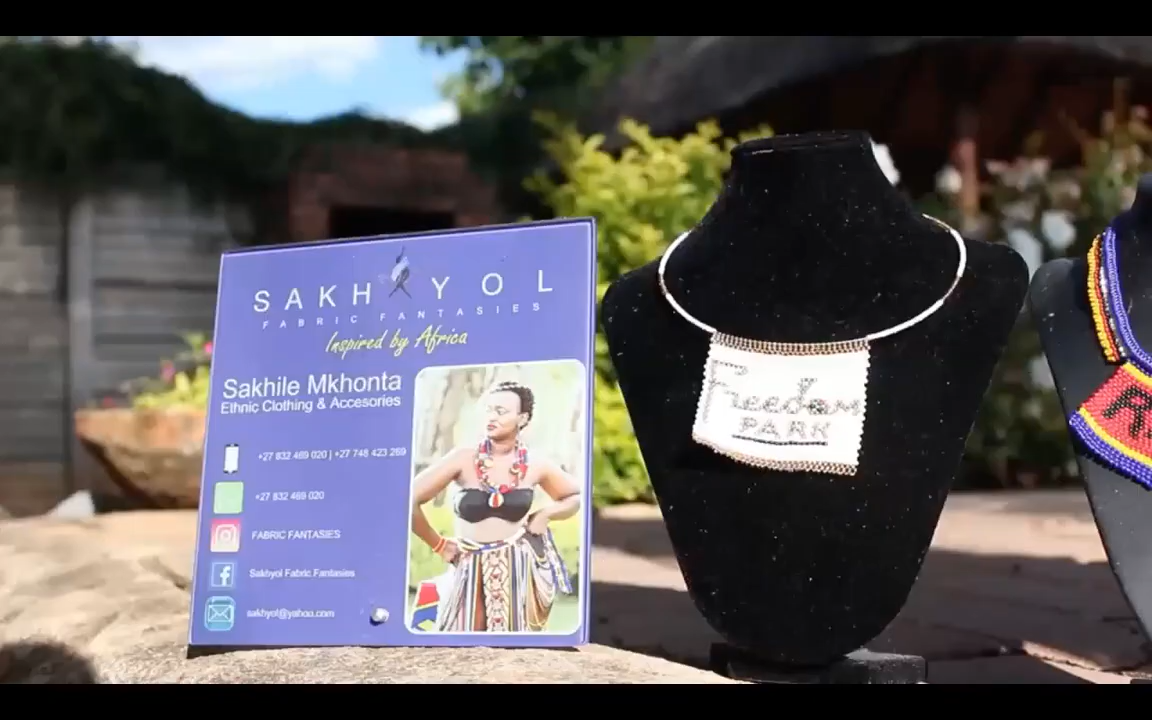 SAKHYOL
FABRIC FANTASIES
Inspired by Africa
Sakhile Mkhonta
Ethnic Clothing & Accesories
+27 832 469 020 | +27 748 423 269
+27 832 469 020
FABRIC FANTASIES
Sakhyol Fabric Fantasies
sakhyol@yahoo.com
Freedom
PARK